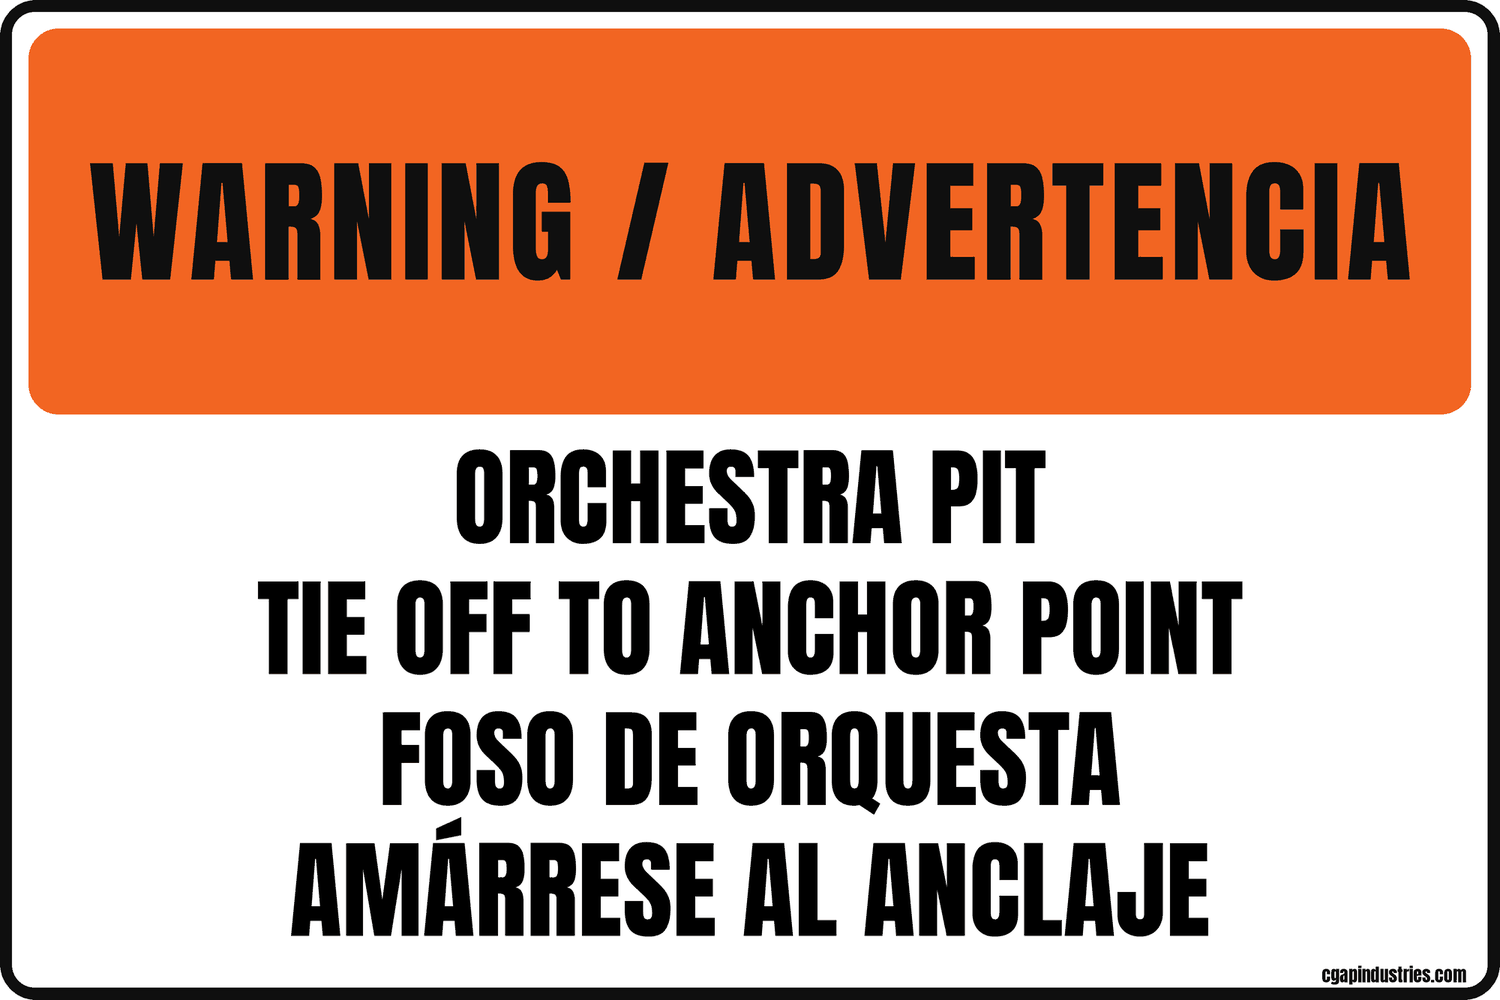 WARNING / ADVERTENCIA
ORCHESTRA PIT
TIE OFF TO ANCHOR POINT
FOSO DE ORQUESTA
AMÁRRESE AL ANCLAJE
cgapindustries.com